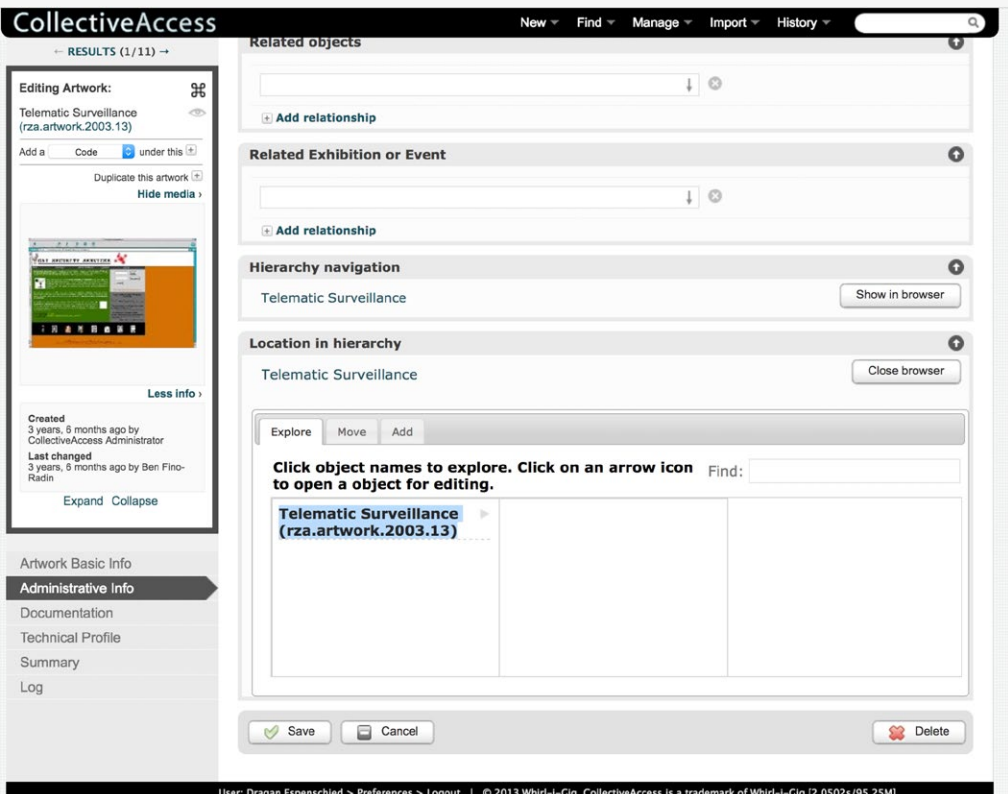 CollectiveAccess
New Find Manage Import History
← RESULTS (1/11) →
Editing Artwork:
Telematic Surveillance
(rza.artwork.2003.13)
Add a Code under this
Duplicate this artwork
Hide media ›
Less info ›
Created
3 years, 6 months ago by
CollectiveAccess Administrator
Last changed
3 years, 6 months ago by Ben Fino-
Radin
Expand Collapse
Artwork Basic Info
Administrative Info
Documentation
Technical Profile
Summary
Log
Related objects
Add relationship
Related Exhibition or Event
Add relationship
Hierarchy navigation
Telematic Surveillance
Show in browser
Location in hierarchy
Telematic Surveillance
Close browser
Explore Move Add
Click object names to explore. Click on an arrow icon
to open a object for editing.
Find:
Telematic Surveillance
(rza.artwork.2003.13)
Save Cancel Delete
User: Dragan Espenschied > Preferences > Logout | © 2013 Whirl-i-Gig, CollectiveAccess is a trademark of Whirl-i-Gig [2.0502s/95.25M]